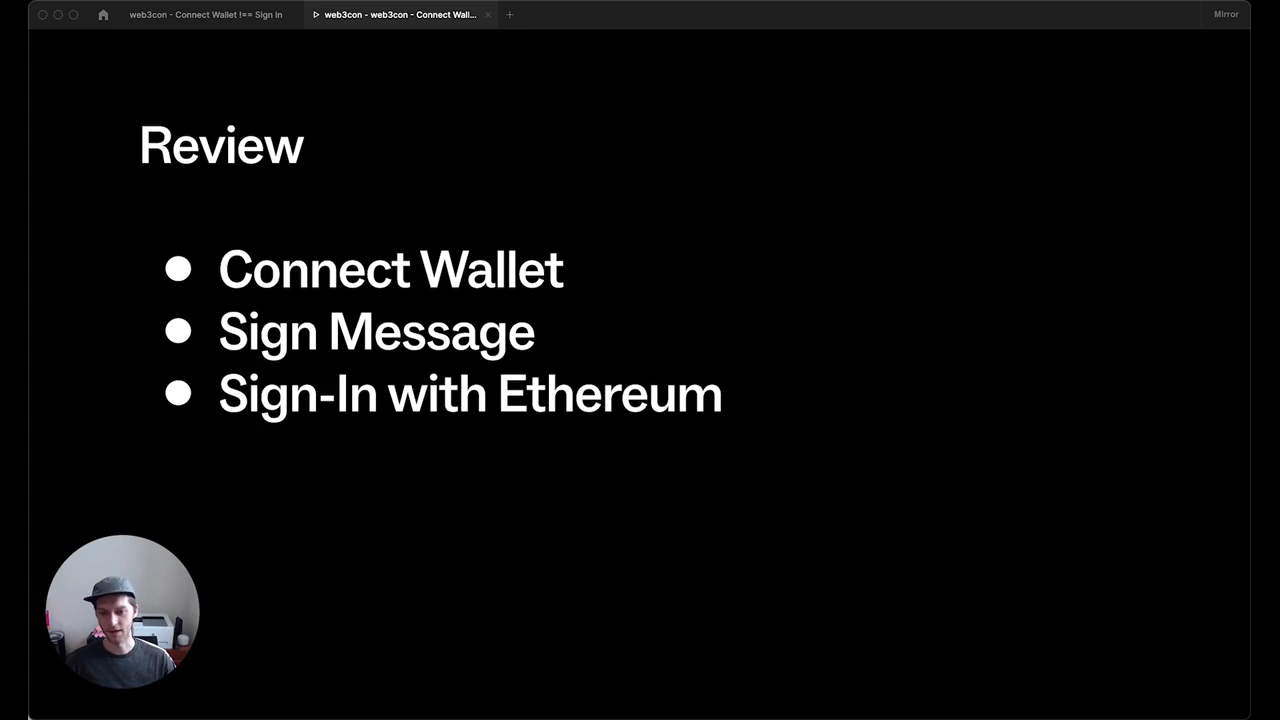 web3con - Connect Wallet !== Sign In
web3con - web3con - Connect Wall...
Mirror
Review
Connect Wallet
Sign Message
Sign-In with Ethereum